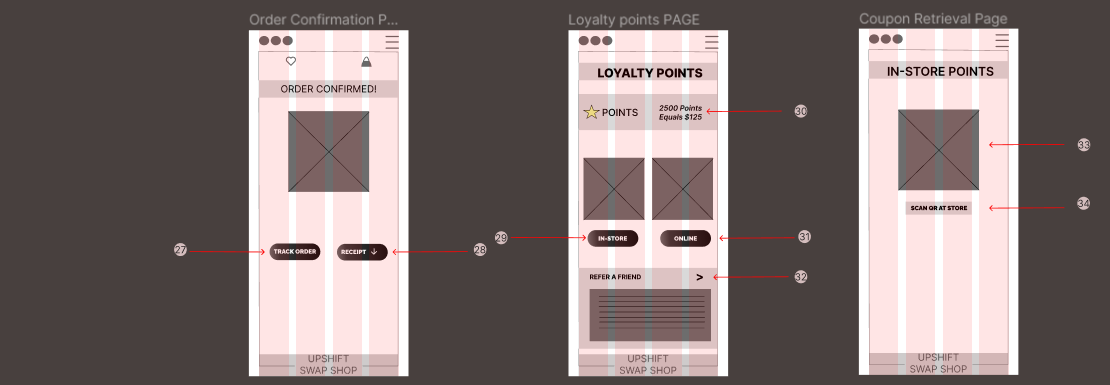 Order Confirmation P...
ORDER CONFIRMED!
27
TRACK ORDER
RECEIPT
28
UPSHIFT
SWAP SHOP
Loyalty points PAGE
LOYALTY POINTS
POINTS
2500 Points
Equals $125
30
29
IN-STORE
ONLINE
31
REFER A FRIEND
>
32
UPSHIFT
SWAP SHOP
Coupon Retrieval Page
IN-STORE POINTS
33
SCAN QR AT STORE
34
UPSHIFT
SWAP SHOP